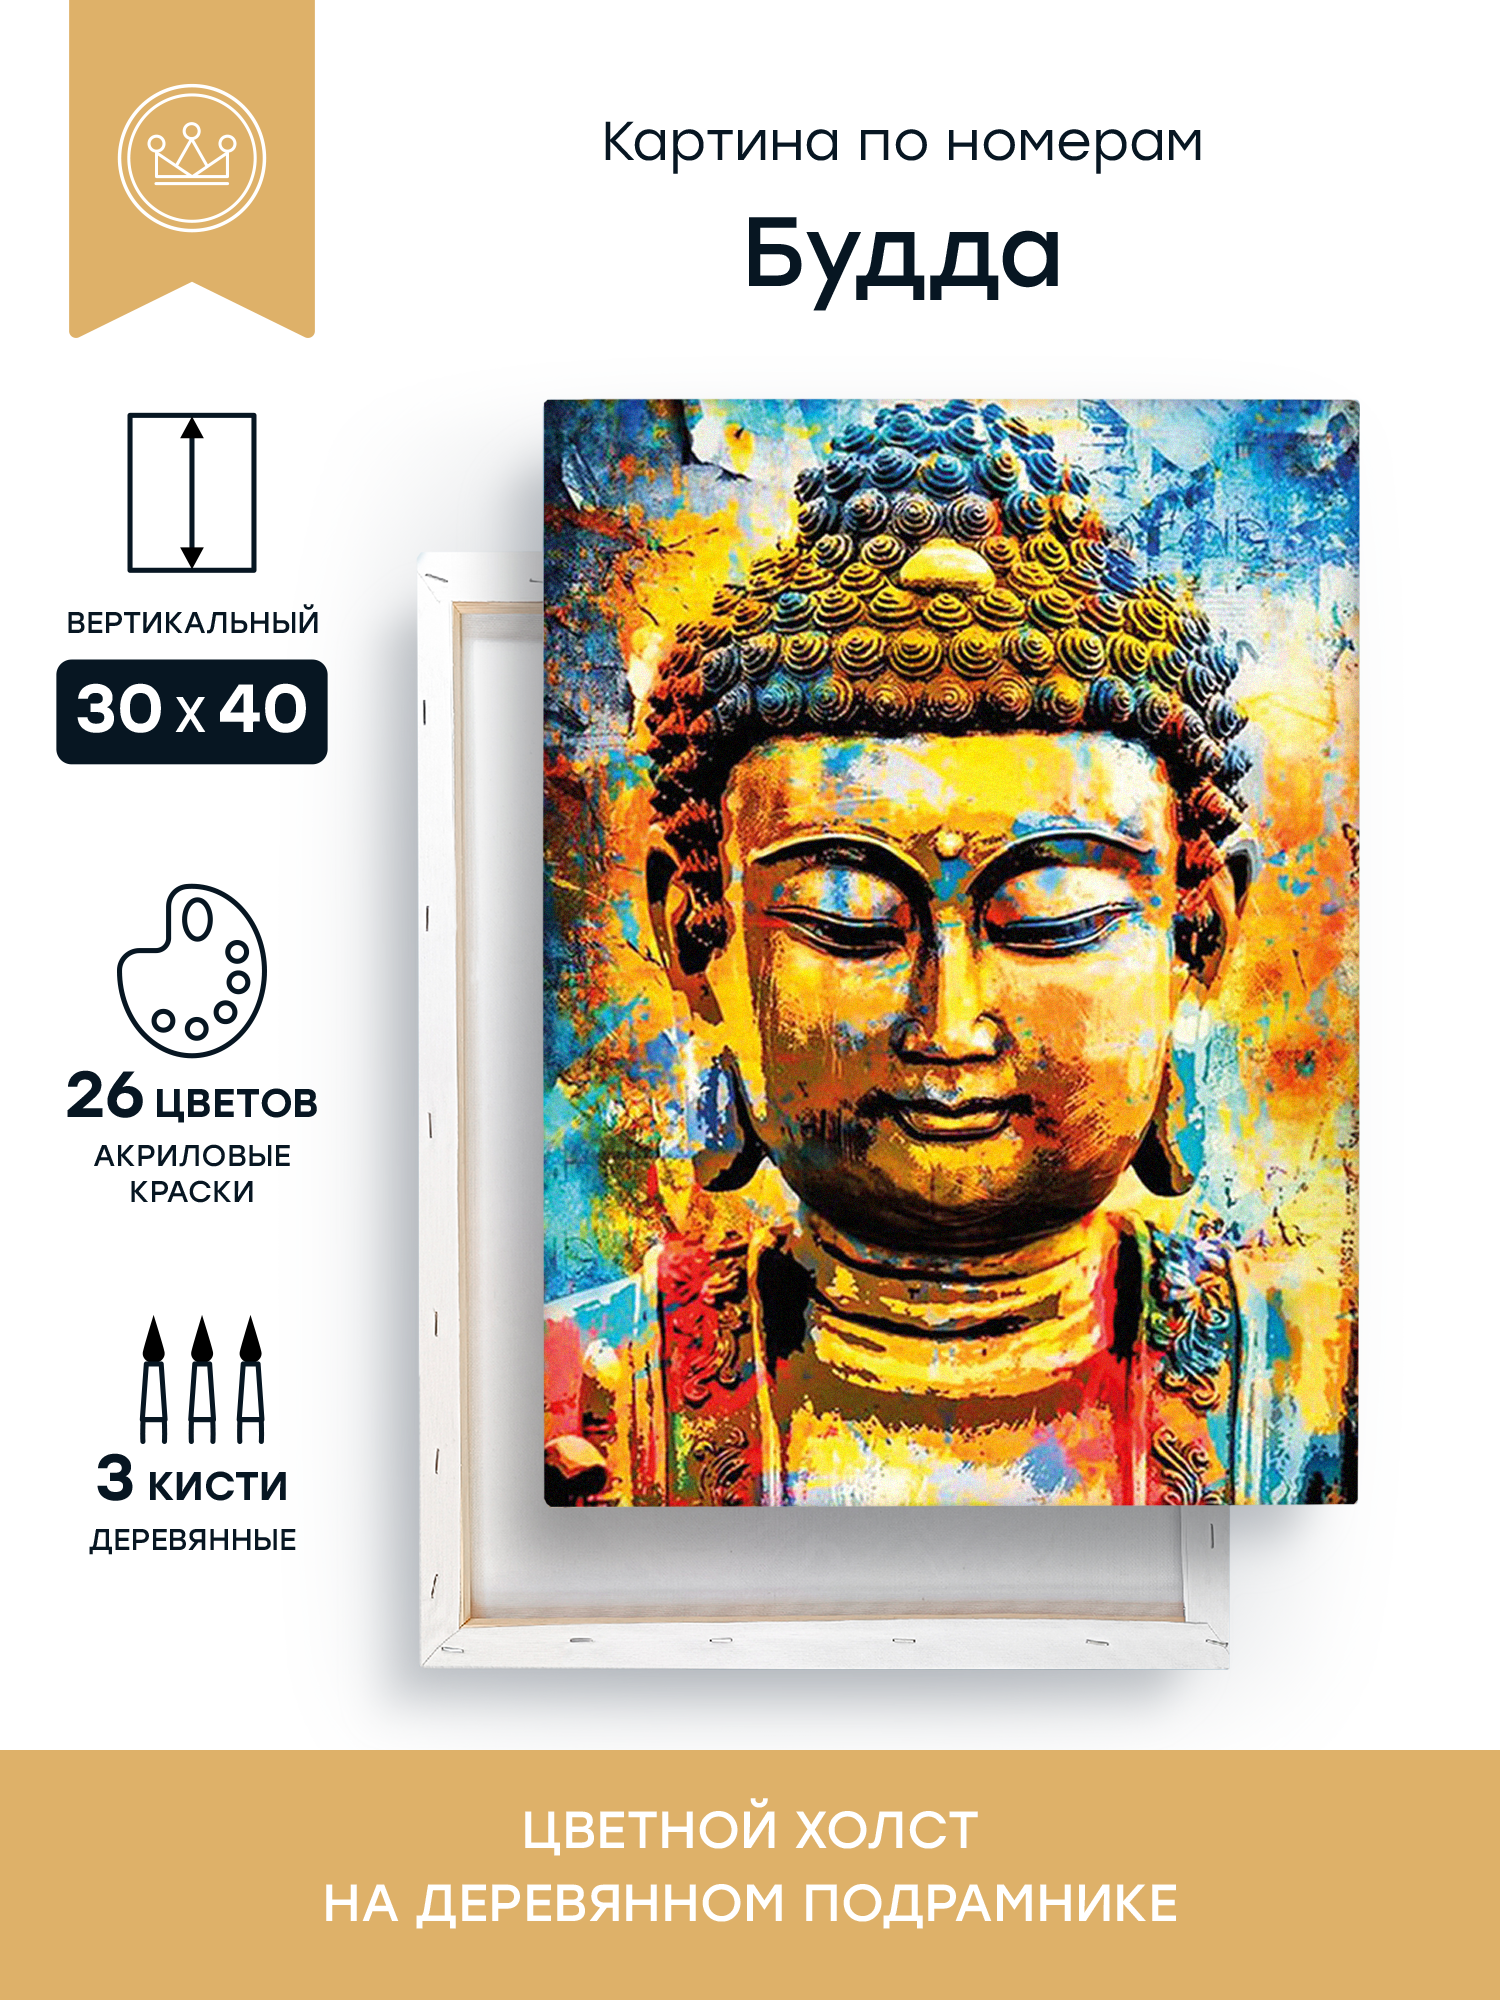 Картина по номерам
Будда
ВЕРТИКАЛЬНЫЙ
30 X 40
26 ЦВЕТОВ
АКРИЛОВЫЕ
КРАСКИ
3 КИСТИ
ДЕРЕВЯННЫЕ
ЦВЕТНОЙ ХОЛСТ
НА ДЕРЕВЯННОМ ПОДРАМНИКЕ